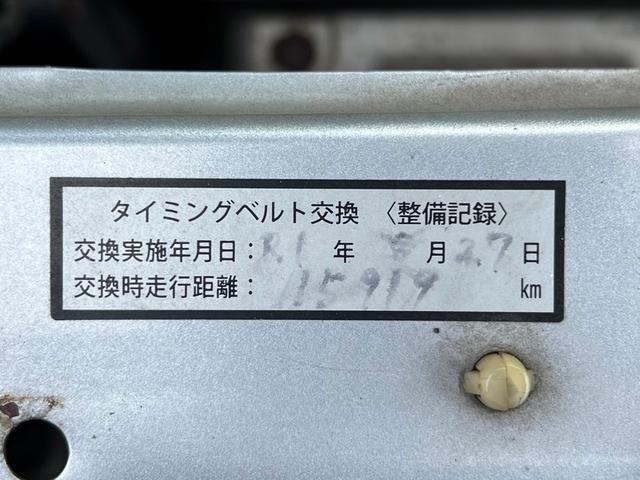 タイミングベルト交換 〈整備記録〉
交換実施年月日：R1 年 月 27 日
交換時走行距離：115919 km